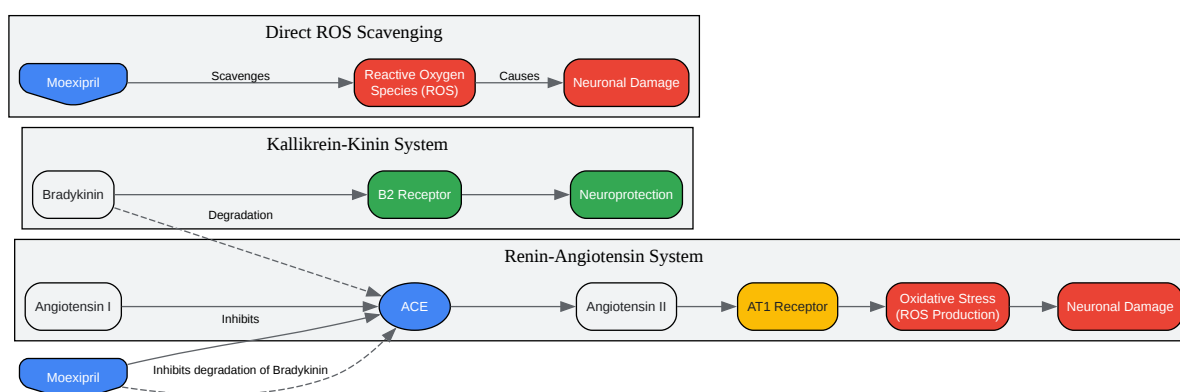 Direct ROS Scavenging
Moexipril
Scavenges
Reactive Oxygen
Species (ROS)
Causes
Neuronal Damage
Kallikrein-Kinin System
Bradykinin
B2 Receptor
Neuroprotection
Degradation
Renin-Angiotensin System
Angiotensin I
ACE
Angiotensin II
AT1 Receptor
Oxidative Stress
(ROS Production)
Neuronal Damage
Inhibits
Moexipril
Inhibits degradation of Bradykinin